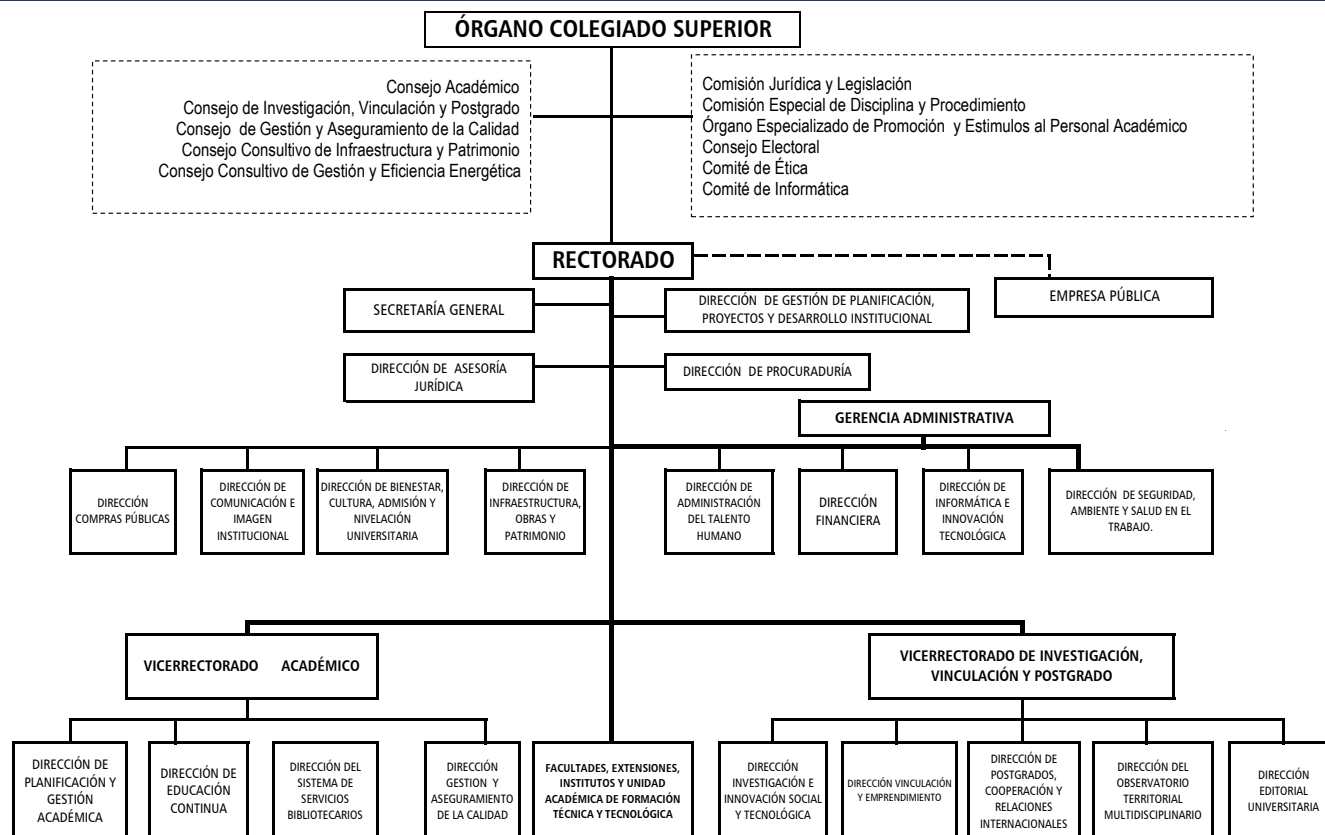 ÓRGANO COLEGIADO SUPERIOR
Consejo Académico
Consejo de Investigación, Vinculación y Postgrado
Consejo de Gestión y Aseguramiento de la Calidad
Consejo Consultivo de Infraestructura y Patrimonio
Consejo Consultivo de Gestión y Eficiencia Energética
Comisión Jurídica y Legislación
Comisión Especial de Disciplina y Procedimiento
Órgano Especializado de Promoción y Estimulos al Personal Académico
Consejo Electoral
Comité de Ética
Comité de Informática
RECTORADO
EMPRESA PÚBLICA
SECRETARÍA GENERAL
DIRECCIÓN DE GESTIÓN DE PLANIFICACIÓN,
PROYECTOS Y DESARROLLO INSTITUCIONAL
DIRECCIÓN DE ASESORÍA
JURÍDICA
DIRECCIÓN DE PROCURADURÍA
GERENCIA ADMINISTRATIVA
DIRECCIÓN
COMPRAS PÚBLICAS
DIRECCIÓN DE
COMUNICACIÓN E
IMAGEN
INSTITUCIONAL
DIRECCIÓN DE BIENESTAR,
CULTURA, ADMISIÓN Y
NIVELACIÓN
UNIVERSITARIA
DIRECCIÓN DE
INFRAESTRUCTURA,
OBRAS Y
PATRIMONIO
DIRECCIÓN DE
ADMINISTRACIÓN
DEL TALENTO
HUMANO
DIRECCIÓN
FINANCIERA
DIRECCIÓN DE
INFORMÁTICA E
INNOVACIÓN
TECNOLÓGICA
DIRECCIÓN DE SEGURIDAD,
AMBIENTE Y SALUD EN EL
TRABAJO.
VICERRECTORADO ACADÉMICO
VICERRECTORADO DE INVESTIGACIÓN,
VINCULACIÓN Y POSTGRADO
DIRECCIÓN DE
PLANIFICACIÓN Y
GESTIÓN
ACADÉMICA
DIRECCIÓN DE
EDUCACIÓN
CONTINUA
DIRECCIÓN DEL
SISTEMA DE
SERVICIOS
BIBLIOTECARIOS
DIRECCIÓN
GESTION Y
ASEGURAMIENTO
DE LA CALIDAD
FACULTADES, EXTENSIONES,
INSTITUTOS Y UNIDAD
ACADÉMICA DE FORMACIÓN
TÉCNICA Y TECNOLÓGICA
DIRECCIÓN
INVESTIGACIÓN E
INNOVACIÓN SOCIAL
Y TECNOLÓGICA
DIRECCIÓN VINCULACIÓN
Y EMPRENDIMIENTO
DIRECCIÓN DE
POSTGRADOS,
COOPERACIÓN Y
RELACIONES
INTERNACIONALES
DIRECCIÓN DEL
OBSERVATORIO
TERRITORIAL
MULTIDISCIPLINARIO
DIRECCIÓN
EDITORIAL
UNIVERSITARIA